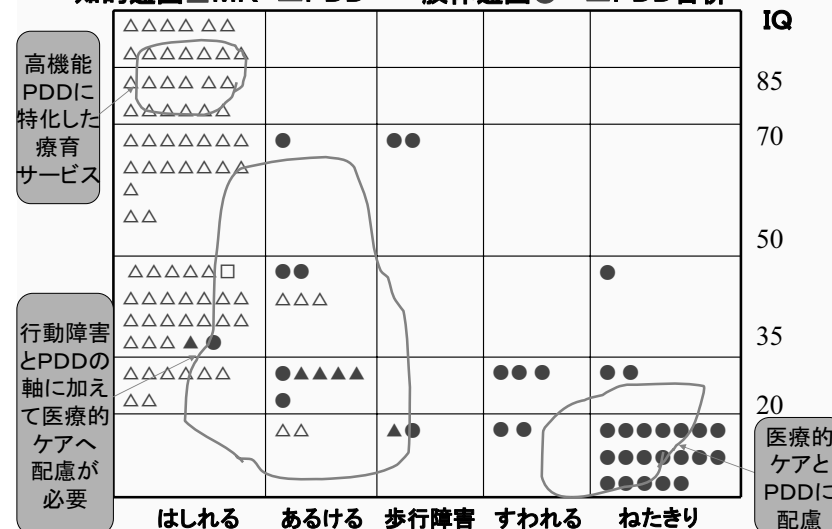 IQ
85
70
50
35
20
高機能
PDDに
特化した
療育
サービス
行動障害
とPDDの
軸に加え
て医療的
ケアへ
配慮が
必要
医療的
ケアと
PDDに
配慮
はしれる あるける 歩行障害 すわれる ねたきり